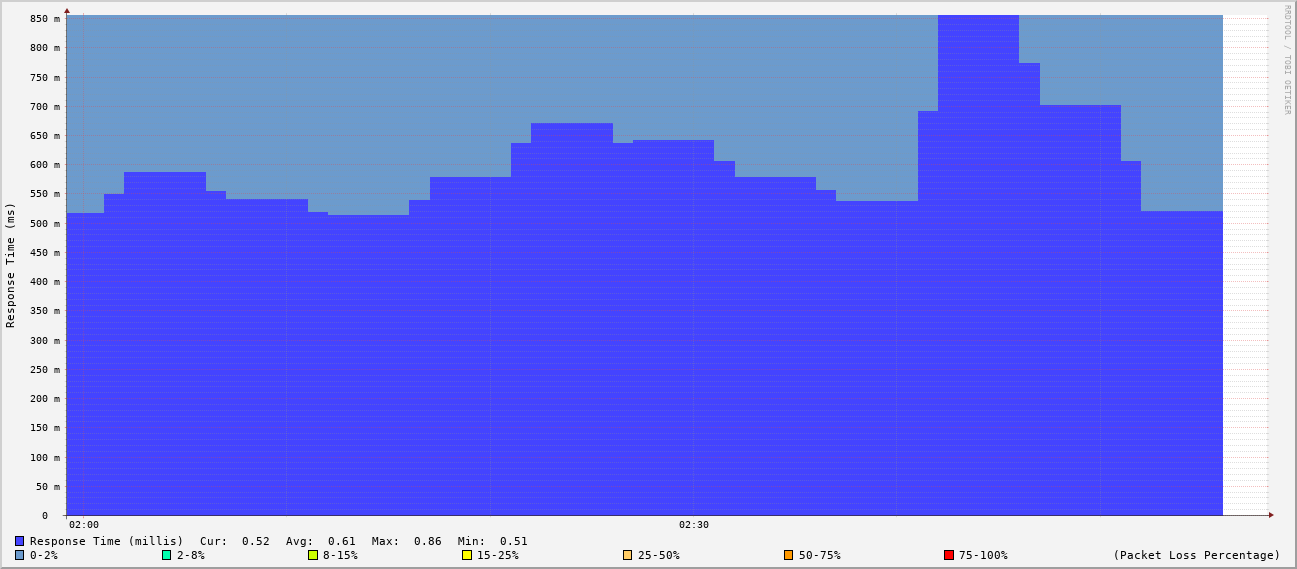 RRDTOOL / TOBI OETIKER
Response Time (ms)
850 m
800 m
750 m
700 m
650 m
600 m
550 m
500 m
450 m
400 m
350 m
300 m
250 m
200 m
150 m
100 m
50 m
0
02:00 02:30
Response Time (millis) Cur: 0.52 Avg: 0.61 Max: 0.86 Min: 0.51
0-2% 2-8% 8-15% 15-25% 25-50% 50-75% 75-100% (Packet Loss Percentage)